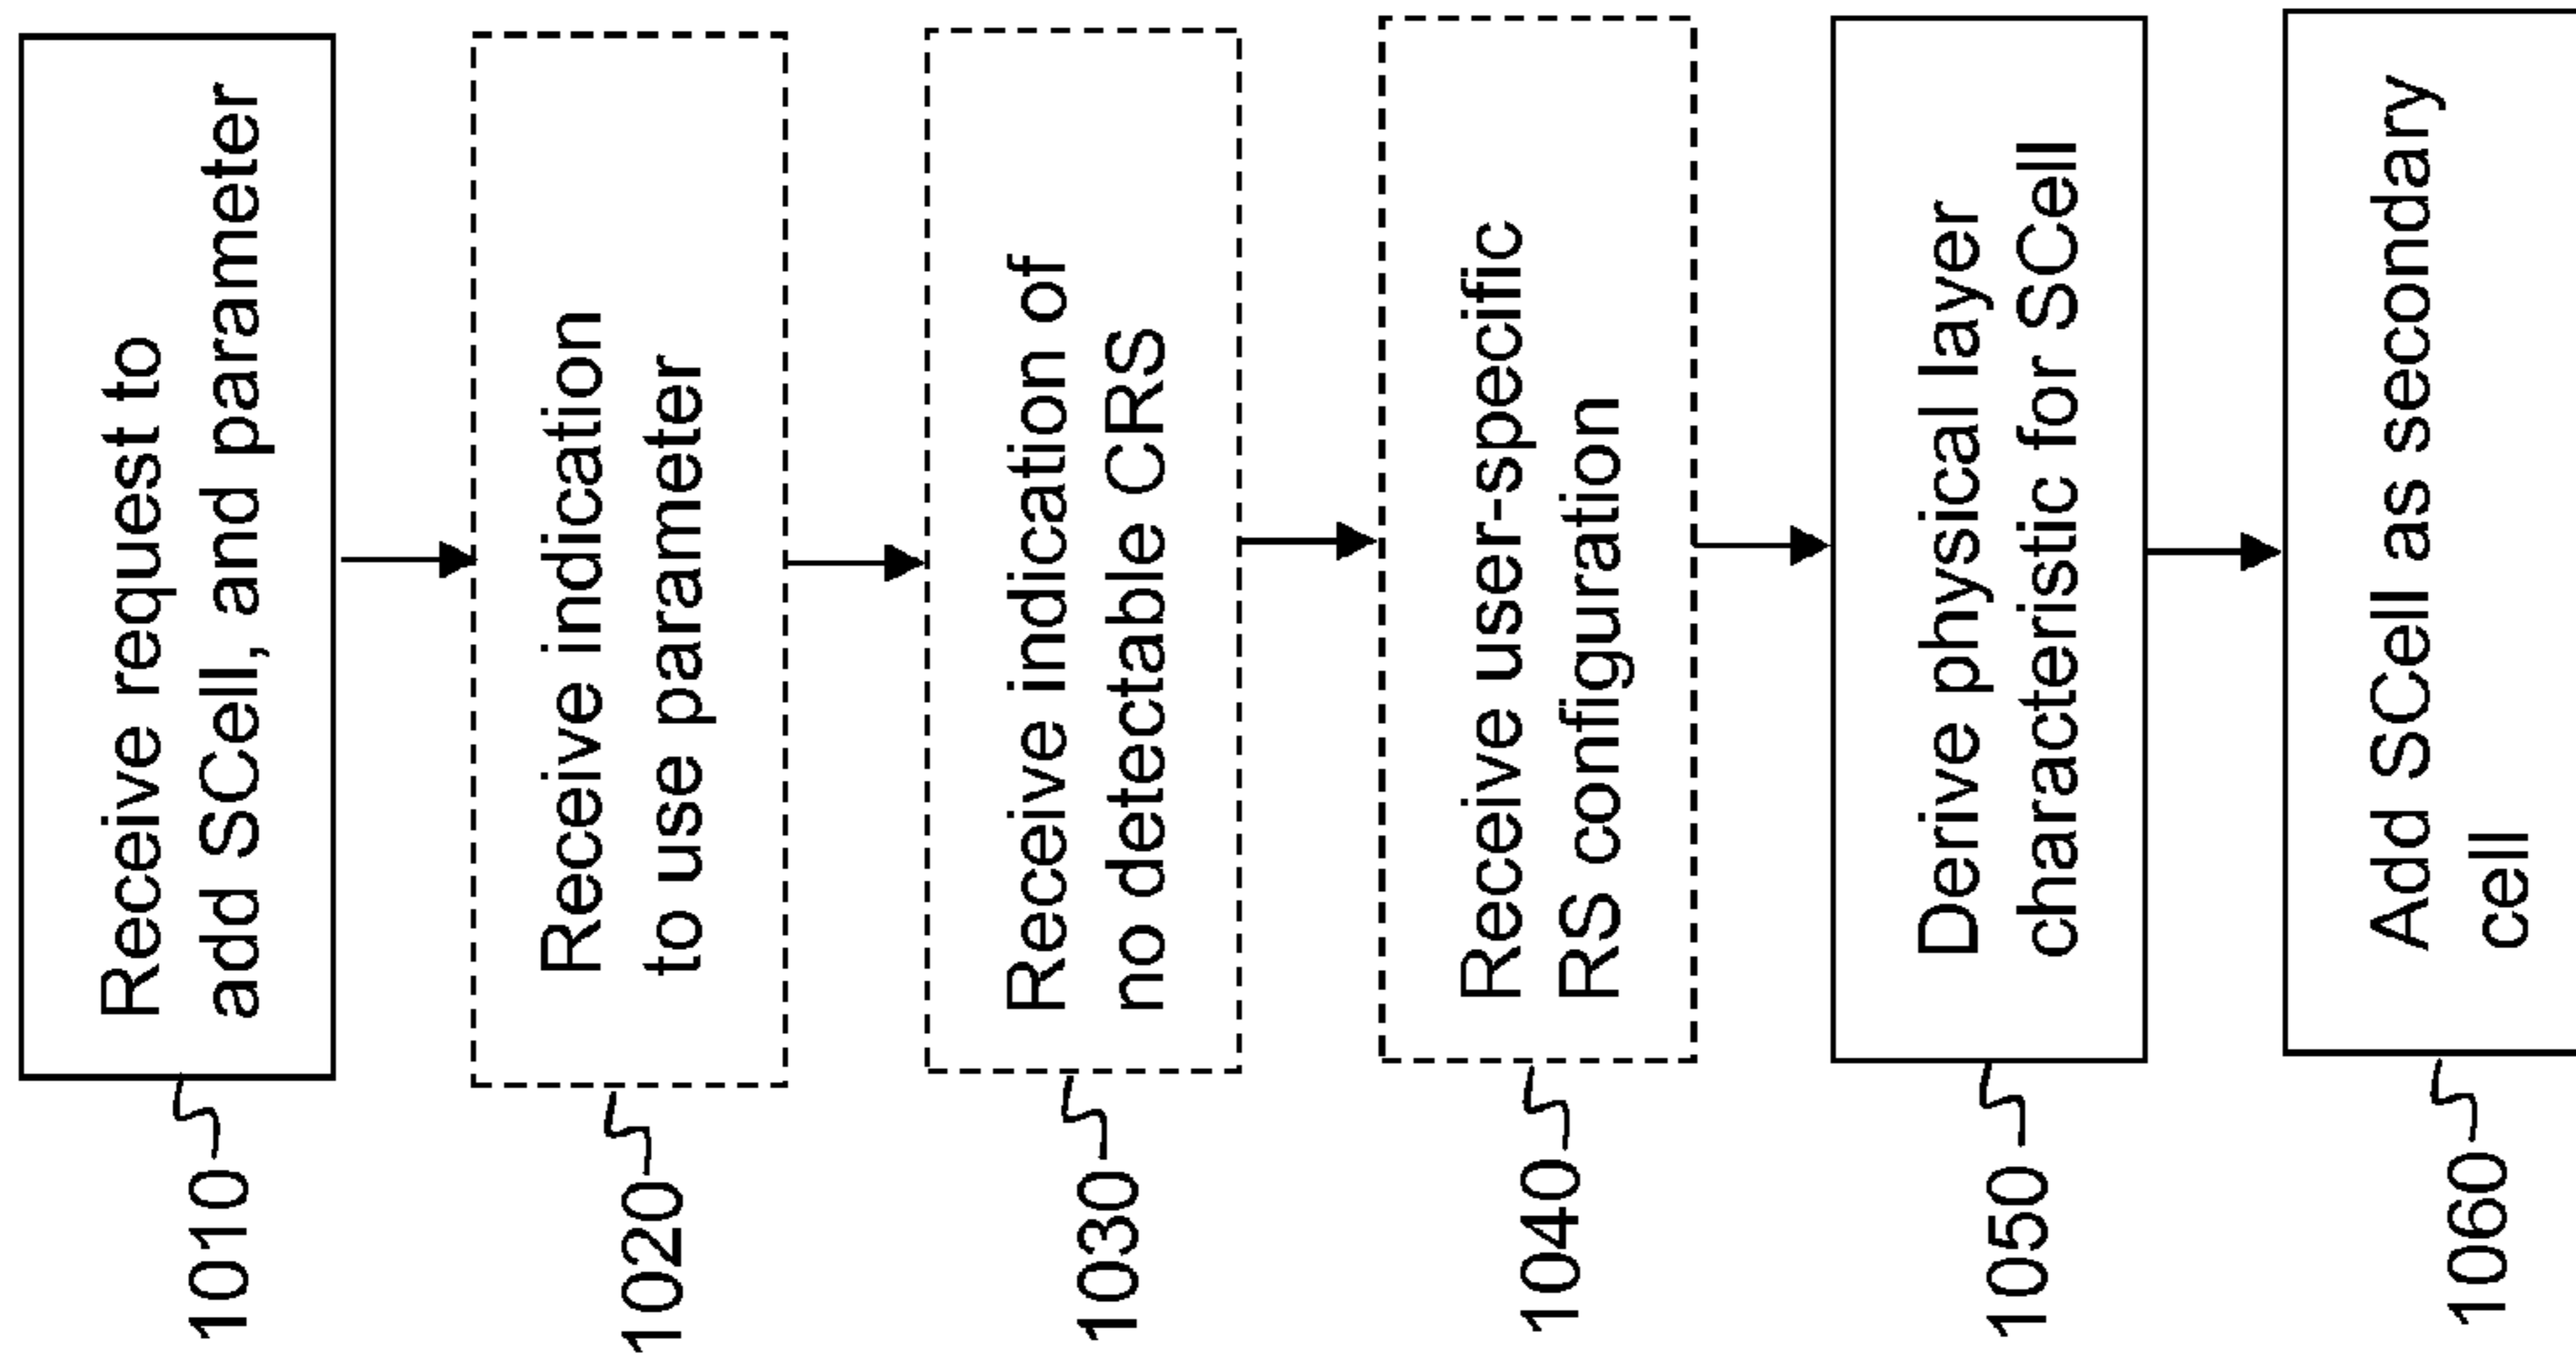 1010
Receive request to
add SCell, and parameter
1020
Receive indication
to use parameter
1030
Receive indication of
no detectable CRS
1040
Receive user-specific
RS configuration
1050
Derive physical layer
characteristic for SCell
1060
Add SCell as secondary
cell